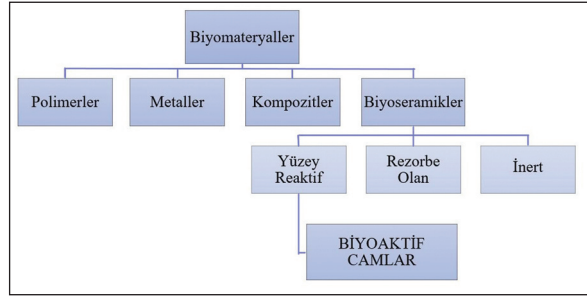 Biyomateryaller
Polimerler
Metaller
Kompozitler
Biyoseramikler
Yüzey
Reaktif
Rezorbe
Olan
İnert
BİYOAKTİF
CAMLAR